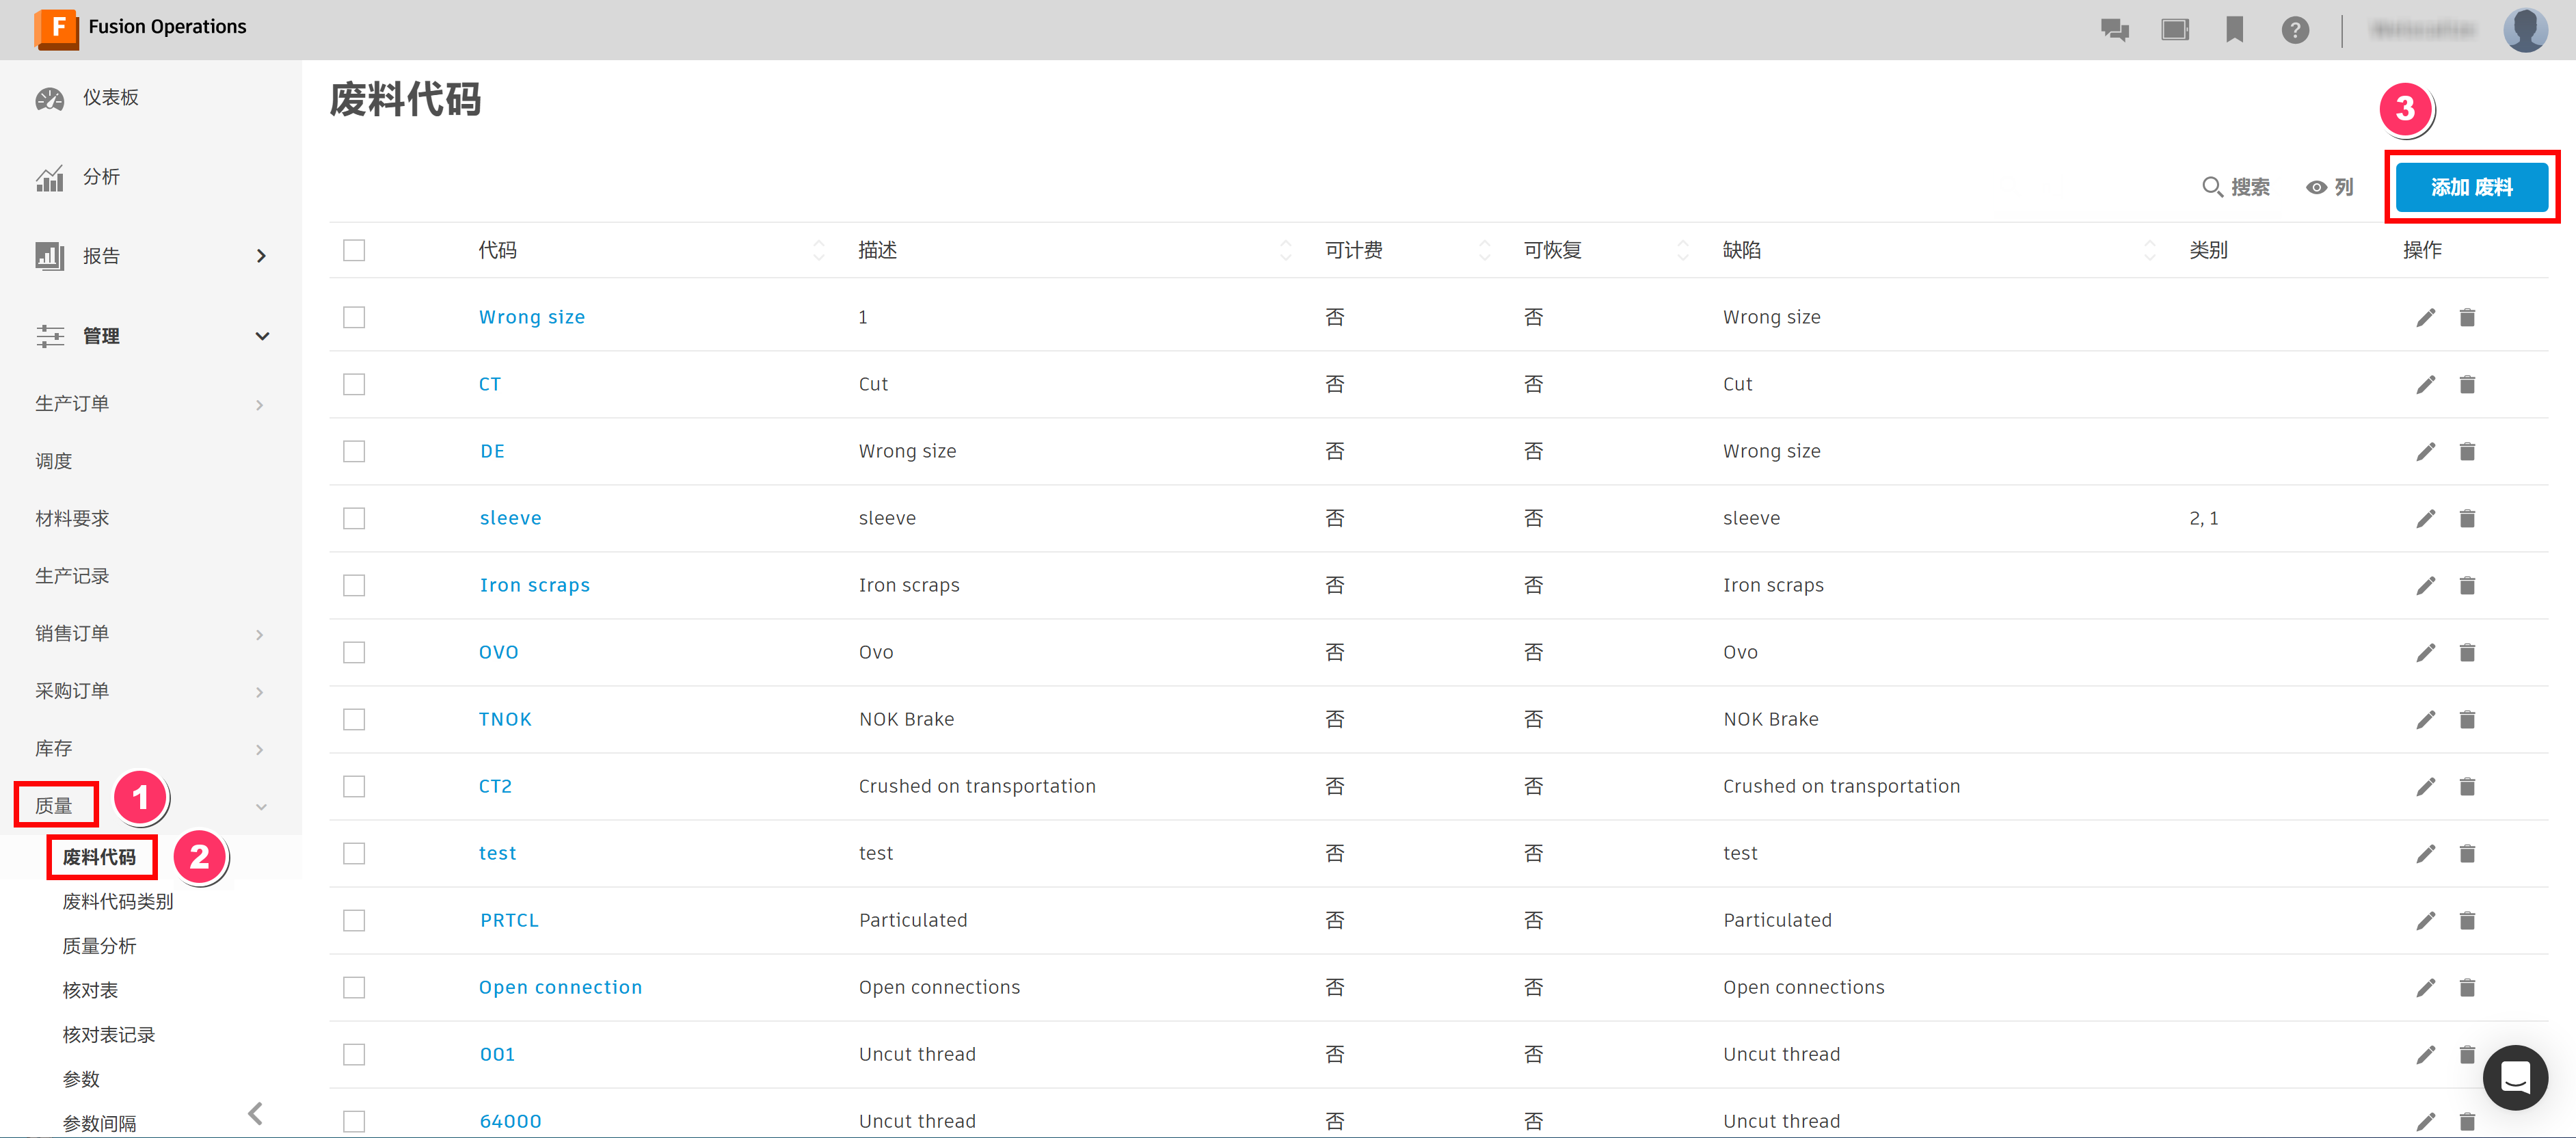 Fusion Operations
仪表板
分析
报告
管理
生产订单
调度
材料要求
生产记录
销售订单
采购订单
库存
质量 1
废料代码 2
废料代码类别
质量分析
核对表
核对表记录
参数
参数间隔
废料代码
3
搜索 列 添加 废料
代码 描述 可计费 可恢复 缺陷 类别 操作
Wrong size 1 否 否 Wrong size
CT Cut 否 否 Cut
DE Wrong size 否 否 Wrong size
sleeve sleeve 否 否 sleeve 2, 1
Iron scraps Iron scraps 否 否 Iron scraps
OVO Ovo 否 否 Ovo
TNOK NOK Brake 否 否 NOK Brake
CT2 Crushed on transportation 否 否 Crushed on transportation
test test 否 否 test
PRTCL Particulated 否 否 Particulated
Open connection Open connections 否 否 Open connections
001 Uncut thread 否 否 Uncut thread
64000 Uncut thread 否 否 Uncut thread